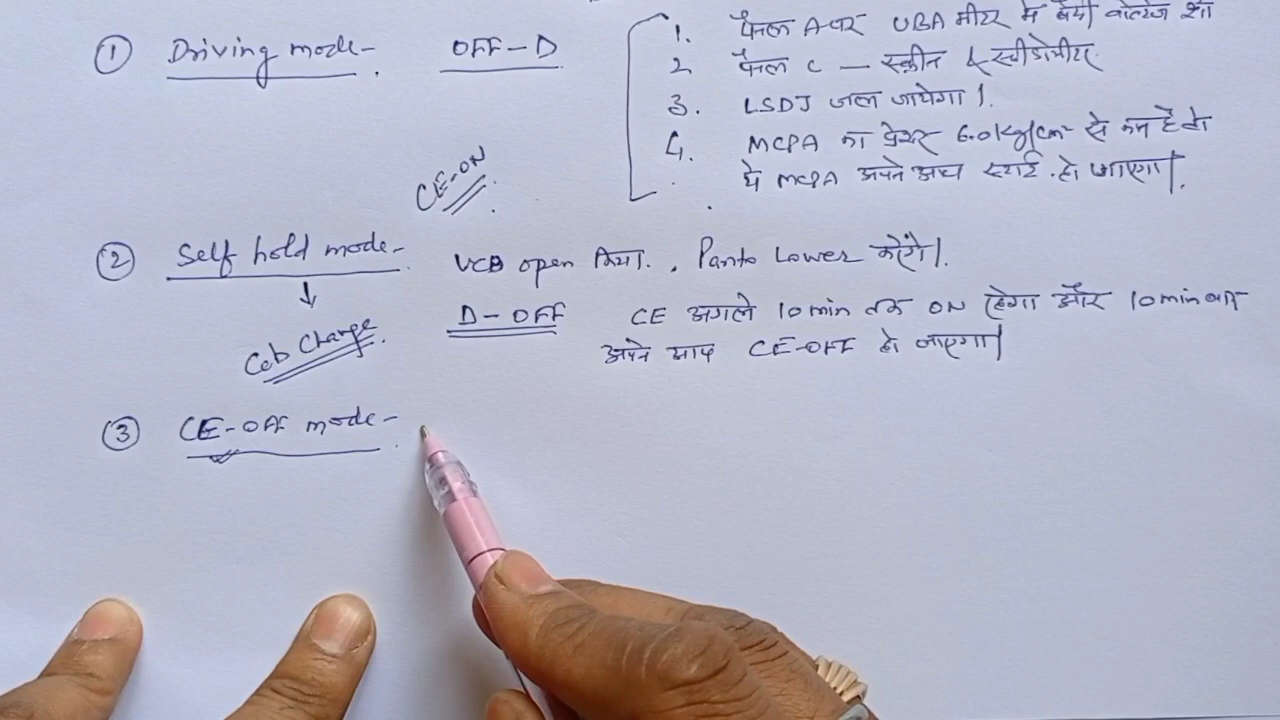 ① Driving mode- OFF-D
1. पैनल A पर UBA मीटर में बैट्री वोल्टेज शो
2 पैनल C — स्क्रीन & स्पीडोमीटर
3. LSDJ जल जायेगा।
4. MCPA का प्रेशर 6.0kg/cm² से कम है तो
ये MCPA अपने आप स्टार्ट हो जाएगा।
CE-ON
② Self hold mode- VCB open किया. , Panto Lower करेंगे।
↓ D-OFF CE अगले 10 min तक ON रहेगा और 10 min बाद
Cab Change अपने आप CE-OFF हो जाएगा।
③ CE-OFF mode-